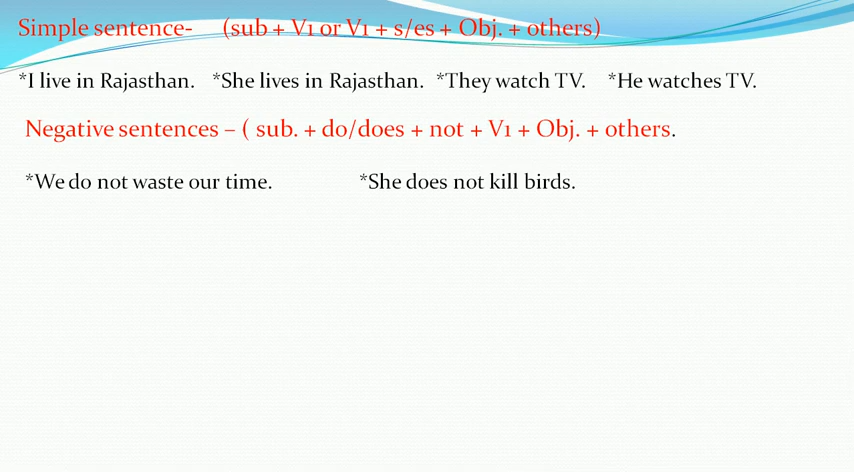 Simple sentence- (sub + V1 or V1 + s/es + Obj. + others)
*I live in Rajasthan. *She lives in Rajasthan. *They watch TV. *He watches TV.
Negative sentences – ( sub. + do/does + not + V1 + Obj. + others.
*We do not waste our time. *She does not kill birds.